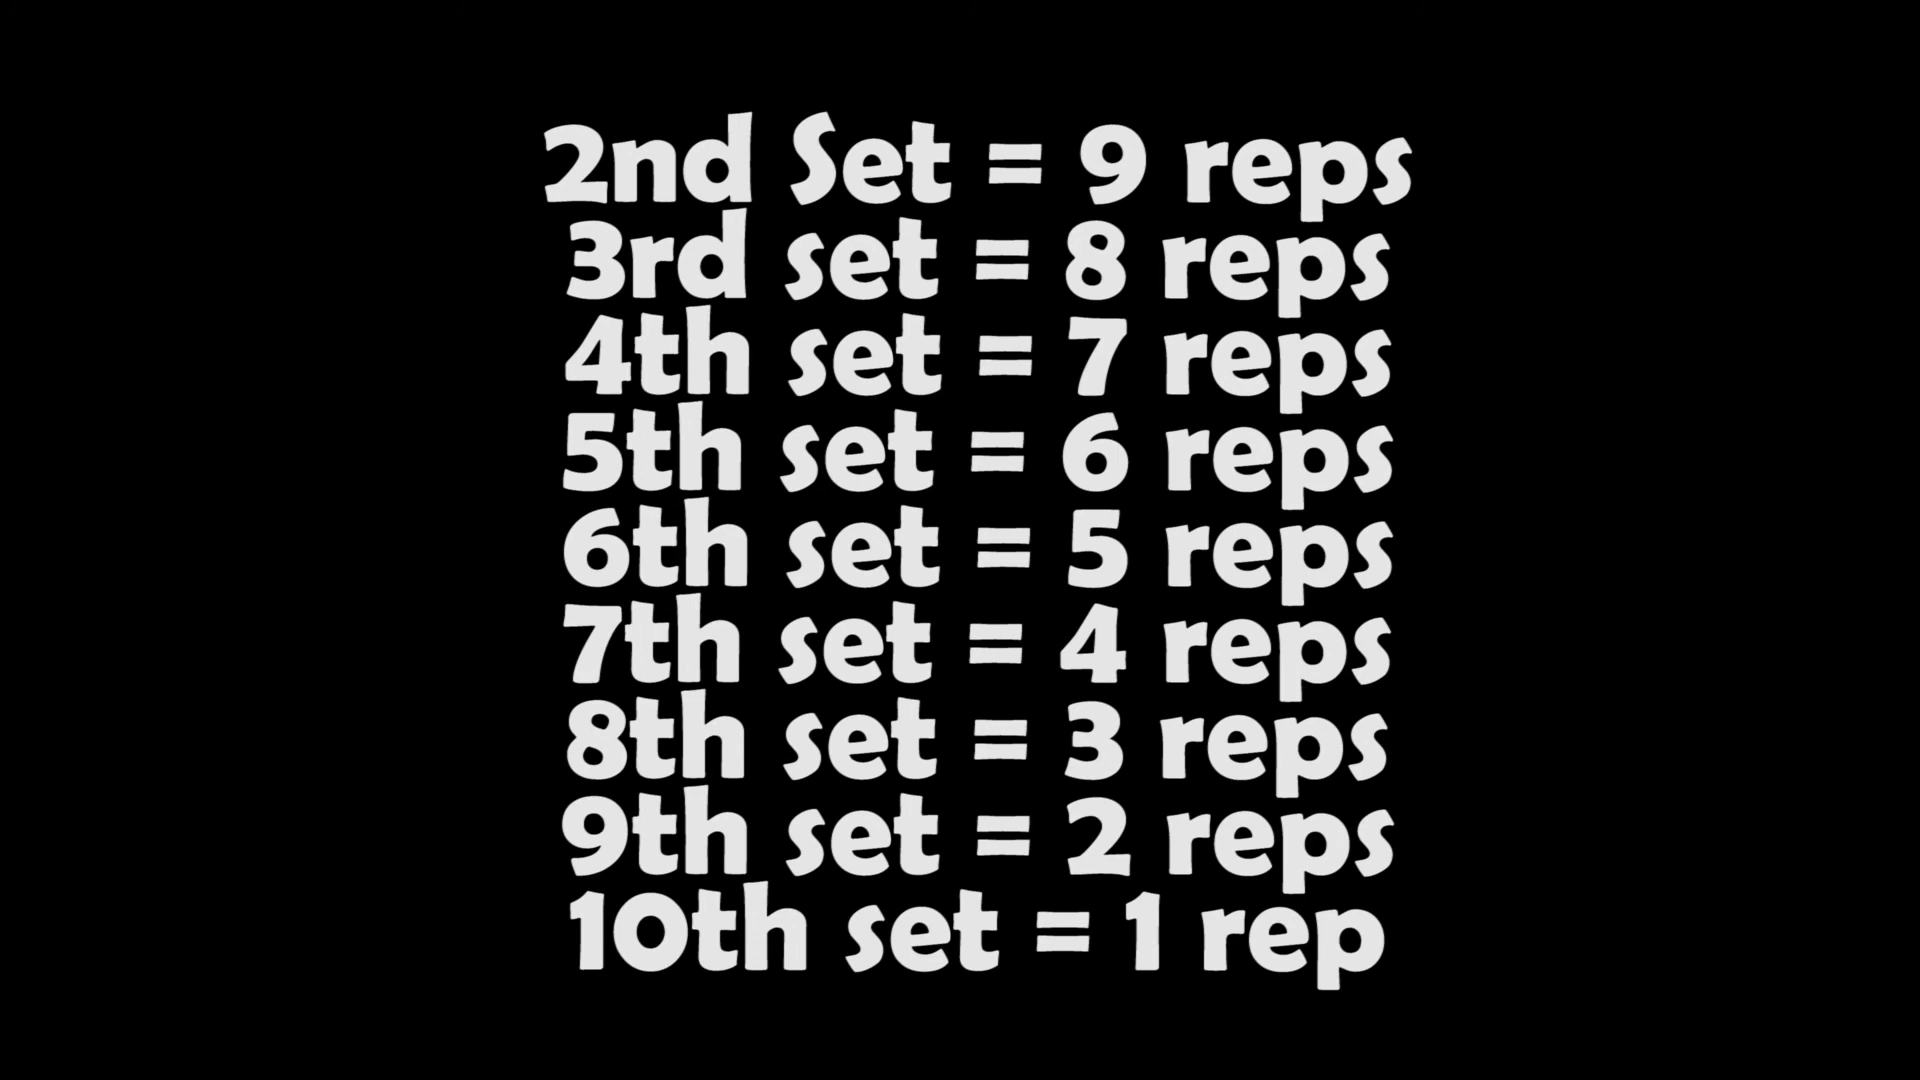 2nd Set = 9 reps
3rd set = 8 reps
4th set = 7 reps
5th set = 6 reps
6th set = 5 reps
7th set = 4 reps
8th set = 3 reps
9th set = 2 reps
10th set = 1 rep